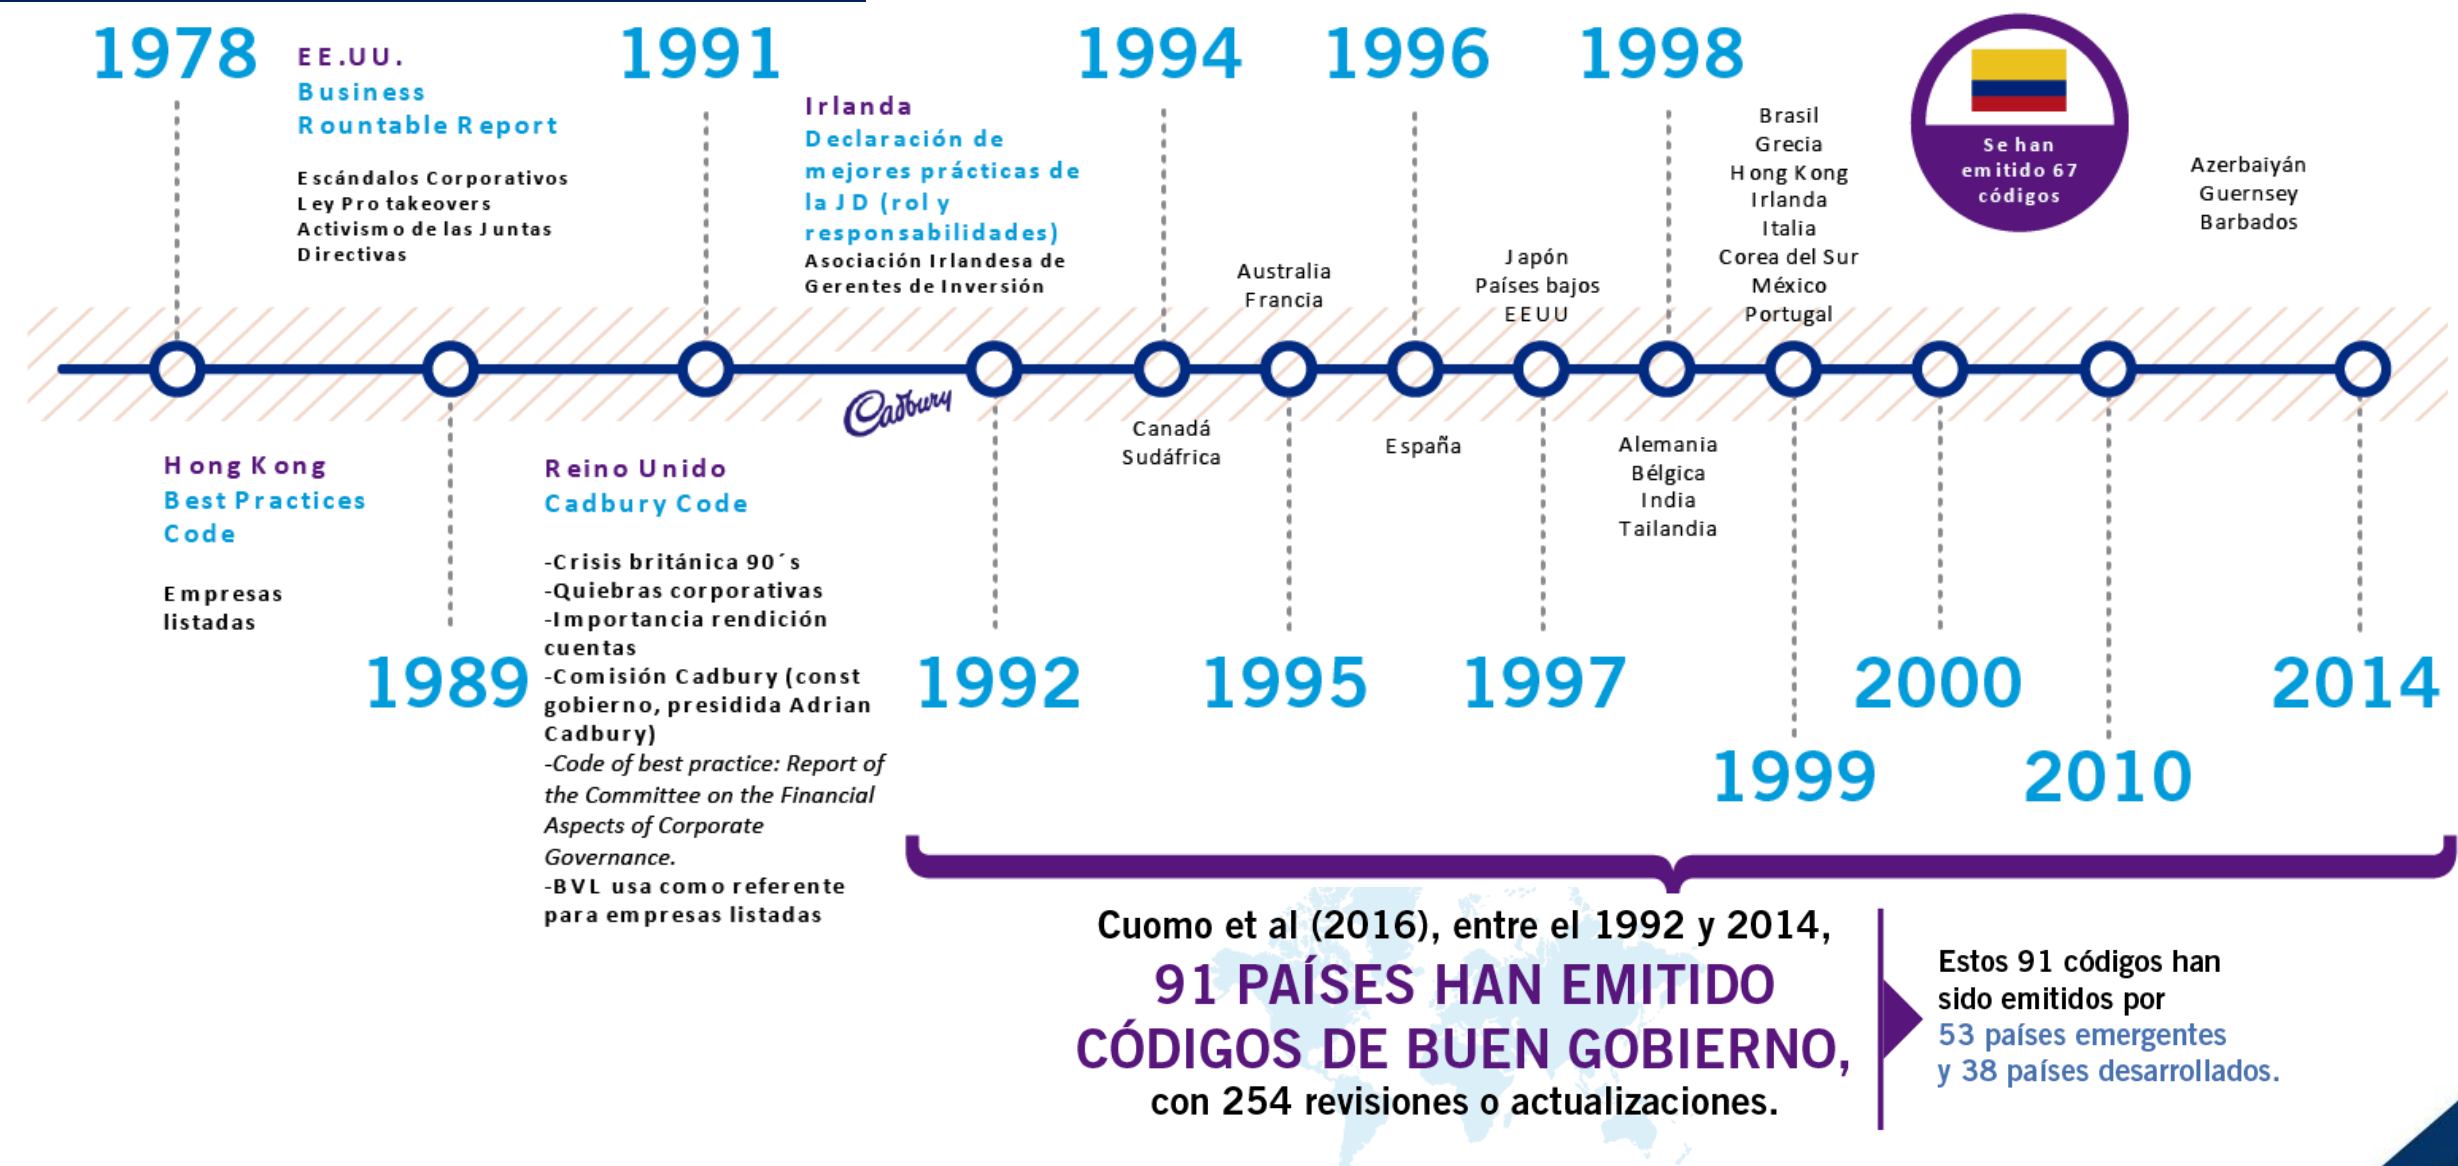 1978
EE.UU.
Business
Rountable Report
Escándalos Corporativos
Ley Pro takeovers
Activismo de las Juntas
Directivas
1991
Irlanda
Declaración de
mejores prácticas de
la JD (rol y
responsabilidades)
Asociación Irlandesa de
Gerentes de Inversión
1994
Australia
Francia
1996
Japón
Países bajos
EEUU
1998
Brasil
Grecia
Hong Kong
Irlanda
Italia
Corea del Sur
México
Portugal
Se han
emitido 67
códigos
Azerbaiyán
Guernsey
Barbados
Hong Kong
Best Practices
Code
Empresas
listadas
1989
Reino Unido
Cadbury Code
-Crisis británica 90´s
-Quiebras corporativas
-Importancia rendición
cuentas
-Comisión Cadbury (const
gobierno, presidida Adrian
Cadbury)
-Code of best practice: Report of
the Committee on the Financial
Aspects of Corporate
Governance.
-BVL usa como referente
para empresas listadas
Cadbury
1992
Canadá
Sudáfrica
1995
España
1997
Alemania
Bélgica
India
Tailandia
1999
2000
2010
2014
Cuomo et al (2016), entre el 1992 y 2014,
91 PAÍSES HAN EMITIDO
CÓDIGOS DE BUEN GOBIERNO,
con 254 revisiones o actualizaciones.
Estos 91 códigos han
sido emitidos por
53 países emergentes
y 38 países desarrollados.